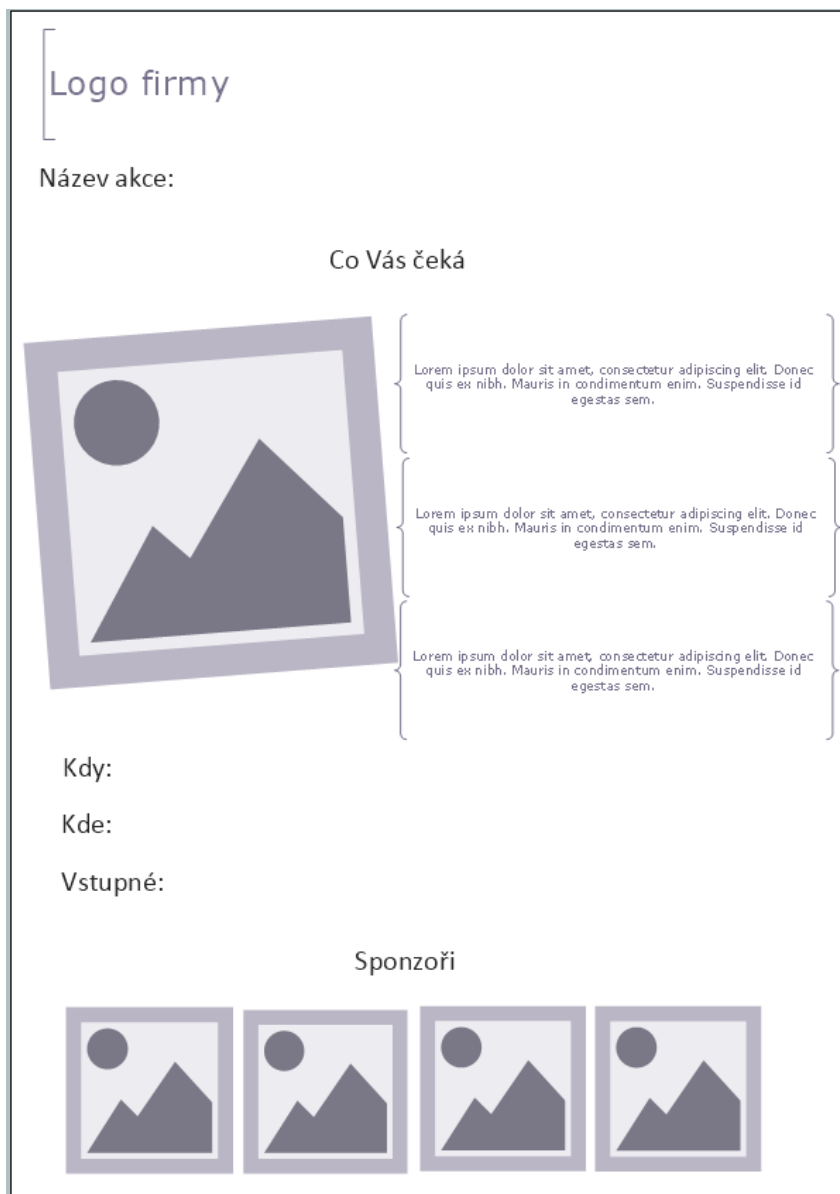 Logo firmy
Název akce:
Co Vás čeká
Lorem ipsum dolor sit amet, consectetur adipiscing elit. Donec
quis ex nibh. Mauris in condimentum enim. Suspendisse id
egestas sem.
Lorem ipsum dolor sit amet, consectetur adipiscing elit. Donec
quis ex nibh. Mauris in condimentum enim. Suspendisse id
egestas sem.
Lorem ipsum dolor sit amet, consectetur adipiscing elit. Donec
quis ex nibh. Mauris in condimentum enim. Suspendisse id
egestas sem.
Kdy:
Kde:
Vstupné:
Sponzoři